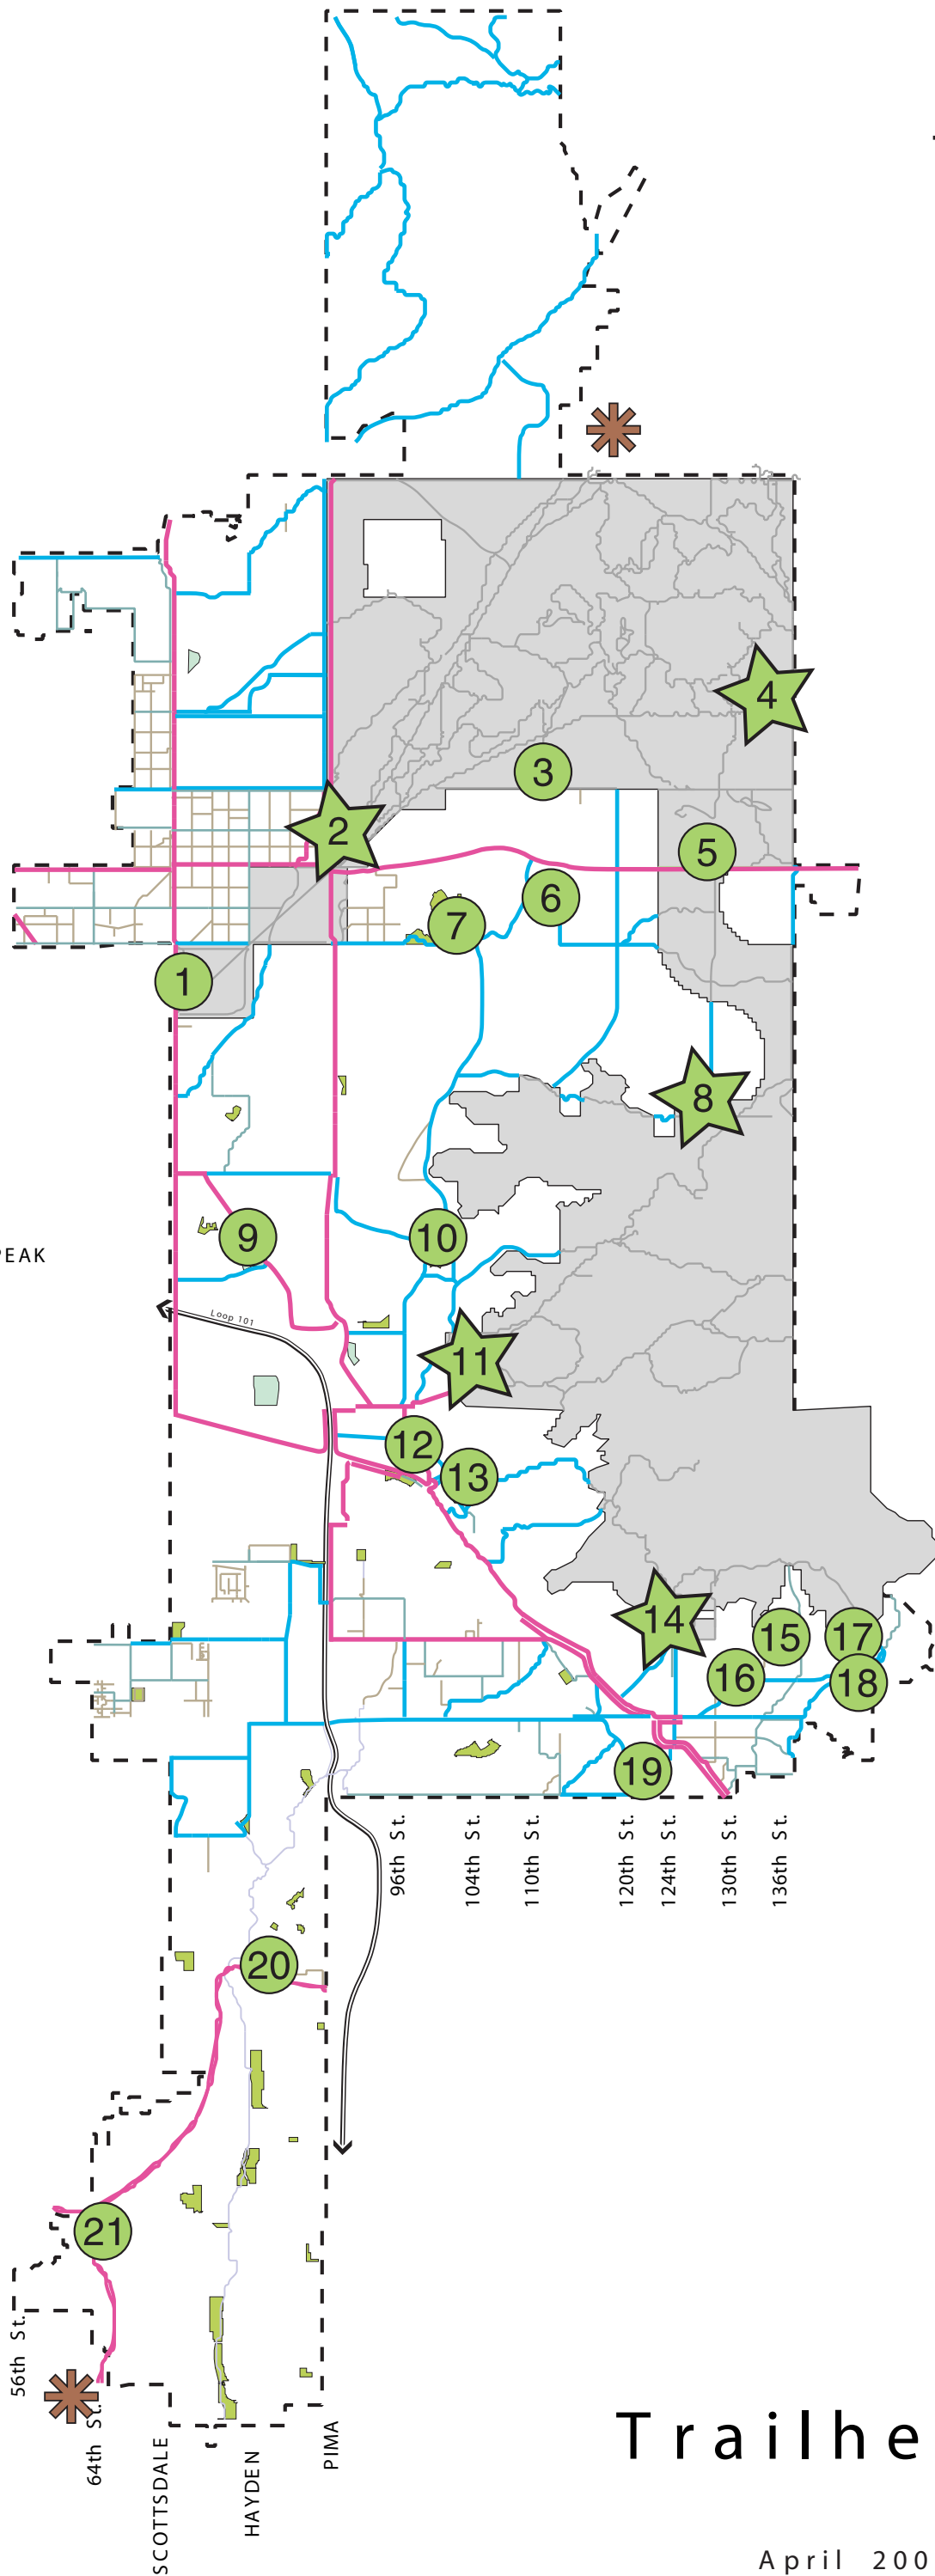 4
3
2
5
6
7
1
8
PEAK
9
10
Loop 101
11
12
13
14
15
17
16
18
19
96th St.
104th St.
110th St.
120th St.
124th St.
130th St.
136th St.
20
21
56th St.
64th St.
SCOTTSDALE
HAYDEN
PIMA
Trailhe
April 200